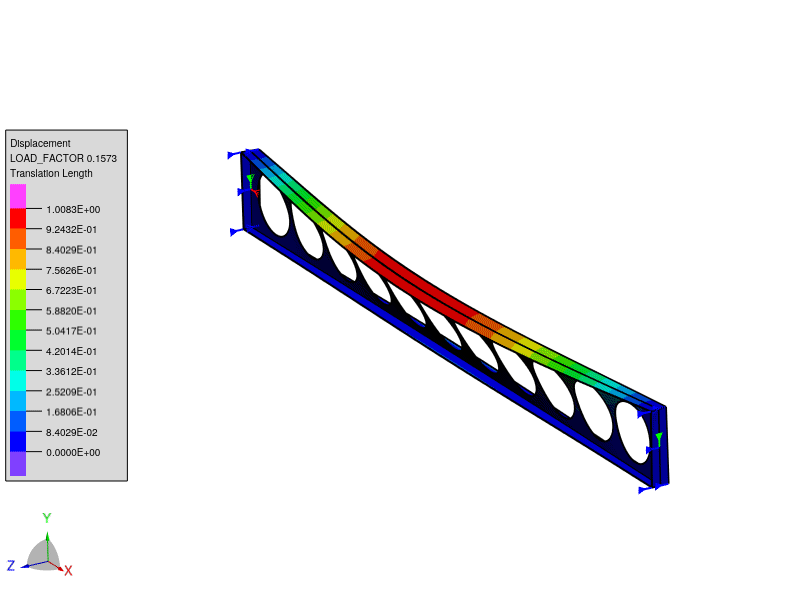 Displacement
LOAD_FACTOR 0.1573
Translation Length
1.0083E+00
9.2432E-01
8.4029E-01
7.5626E-01
6.7223E-01
5.8820E-01
5.0417E-01
4.2014E-01
3.3612E-01
2.5209E-01
1.6806E-01
8.4029E-02
0.0000E+00
Y
Z
X